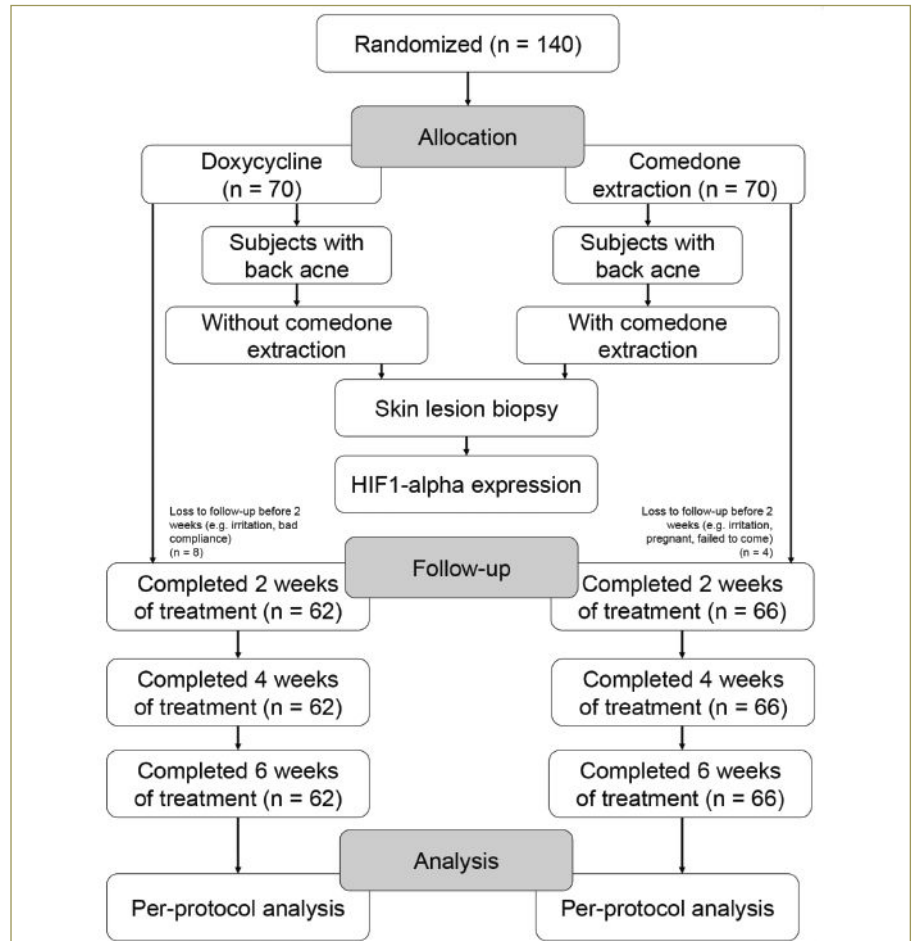 Randomized (n = 140)
Allocation
Doxycycline
(n = 70)
Comedone
extraction (n = 70)
Subjects with
back acne
Subjects with
back acne
Without comedone
extraction
With comedone
extraction
Skin lesion biopsy
HIF1-alpha expression
Loss to follow-up before 2
weeks (e.g. irritation, bad
compliance)
(n = 8)
Loss to follow-up before 2
weeks (e.g. irritation,
pregnant, failed to come)
(n = 4)
Follow-up
Completed 2 weeks
of treatment (n = 62)
Completed 2 weeks
of treatment (n = 66)
Completed 4 weeks
of treatment (n = 62)
Completed 4 weeks
of treatment (n = 66)
Completed 6 weeks
of treatment (n = 62)
Completed 6 weeks
of treatment (n = 66)
Analysis
Per-protocol analysis
Per-protocol analysis